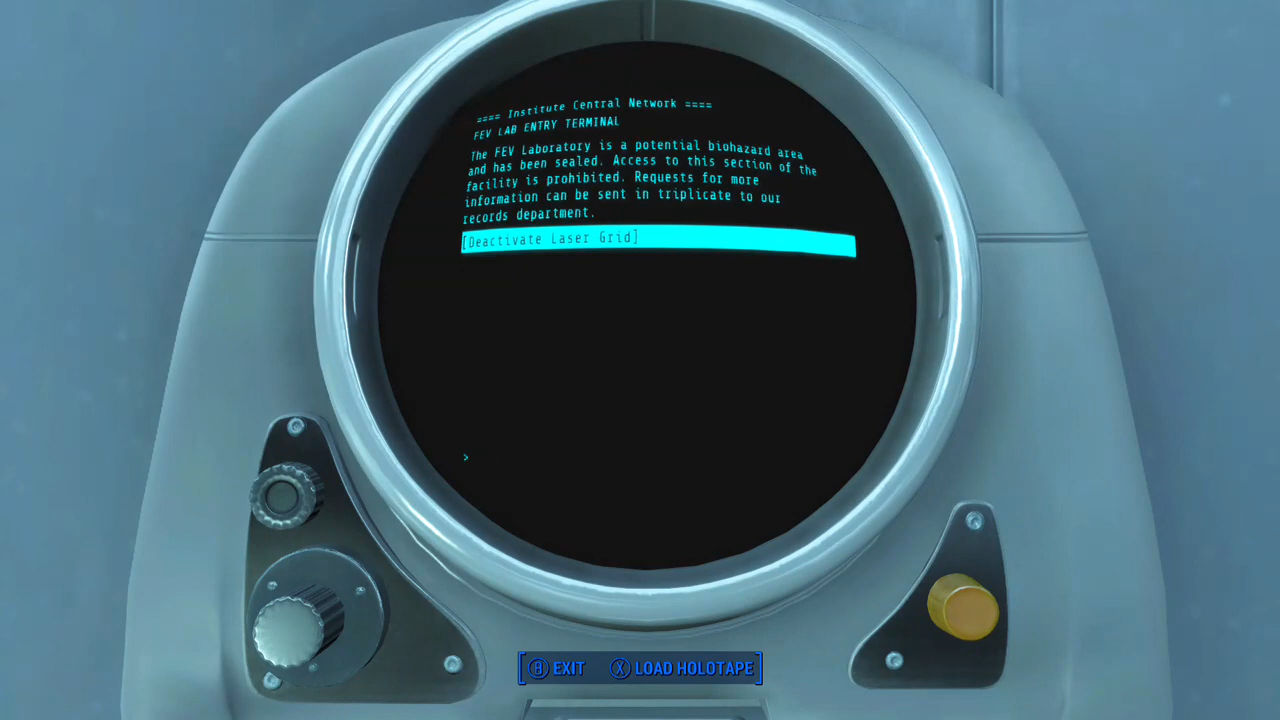 ==== Institute Central Network ====
FEV LAB ENTRY TERMINAL
The FEV Laboratory is a potential biohazard area
and has been sealed. Access to this section of the
facility is prohibited. Requests for more
information can be sent in triplicate to our
records department.
[Deactivate Laser Grid]
>
[Ⓑ EXIT Ⓧ LOAD HOLOTAPE]